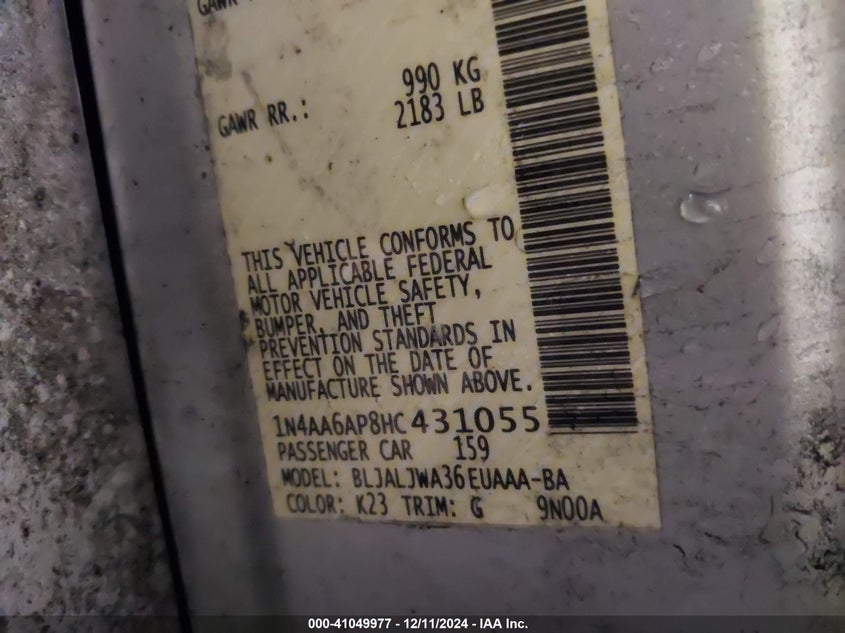 GAWR
990 KG
GAWR RR.: 2183 LB
THIS VEHICLE CONFORMS TO
ALL APPLICABLE FEDERAL
MOTOR VEHICLE SAFETY,
BUMPER, AND THEFT
PREVENTION STANDARDS IN
EFFECT ON THE DATE OF
MANUFACTURE SHOWN ABOVE.
1N4AA6AP8HC431055
PASSENGER CAR 159
MODEL: BLJALJWA36EUAAA-BA
COLOR: K23 TRIM: G 9N00A
000-41049977 - 12/11/2024 - IAA Inc.